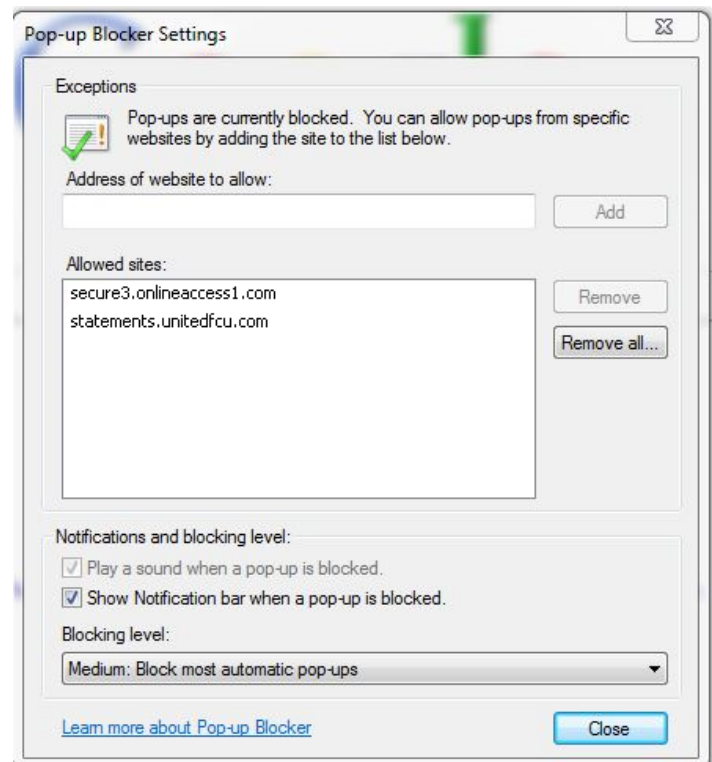 Pop-up Blocker Settings
Exceptions
Pop-ups are currently blocked. You can allow pop-ups from specific
websites by adding the site to the list below.
Address of website to allow:
Add
Allowed sites:
secure3.onlineaccess1.com
statements.unitedfcu.com
Remove
Remove all...
Notifications and blocking level:
Play a sound when a pop-up is blocked.
Show Notification bar when a pop-up is blocked.
Blocking level:
Medium: Block most automatic pop-ups
Learn more about Pop-up Blocker
Close